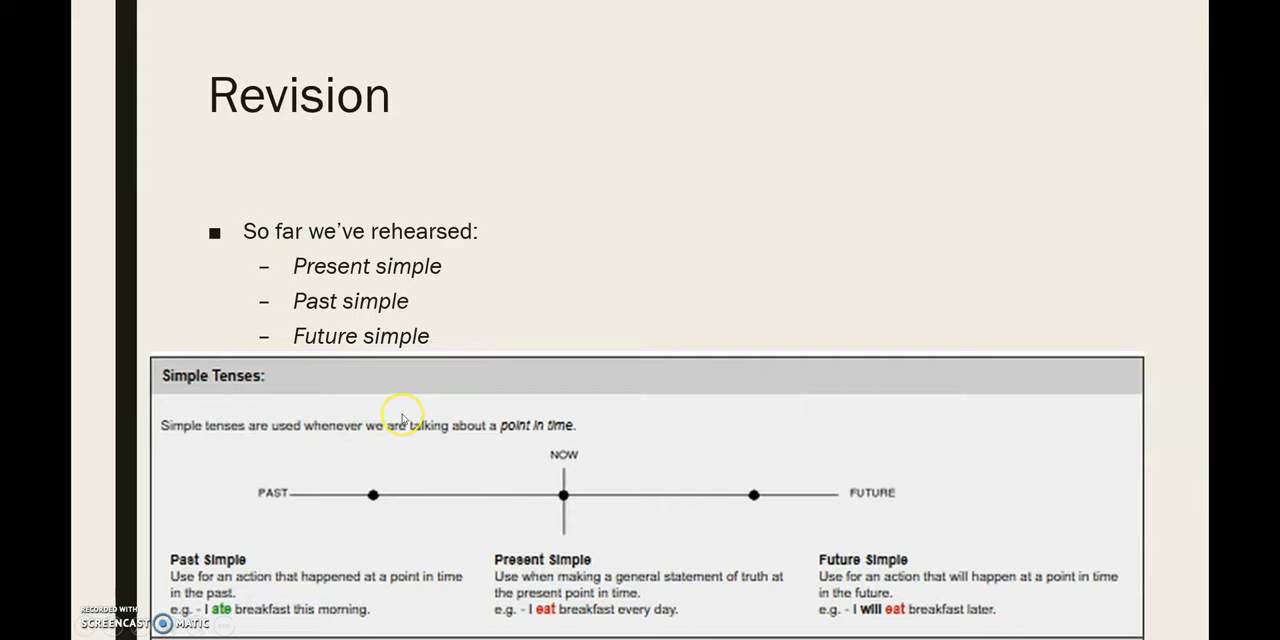 Revision
■ So far we've rehearsed:
– Present simple
– Past simple
– Future simple
Simple Tenses:
Simple tenses are used whenever we are talking about a point in time.
NOW
PAST
FUTURE
Past Simple
Use for an action that happened at a point in time
in the past.
e.g. - I ate breakfast this morning.
Present Simple
Use when making a general statement of truth at
the present point in time.
e.g. - I eat breakfast every day.
Future Simple
Use for an action that will happen at a point in time
in the future.
e.g. - I will eat breakfast later.
RECORDED WITH
SCREENCAST MATIC